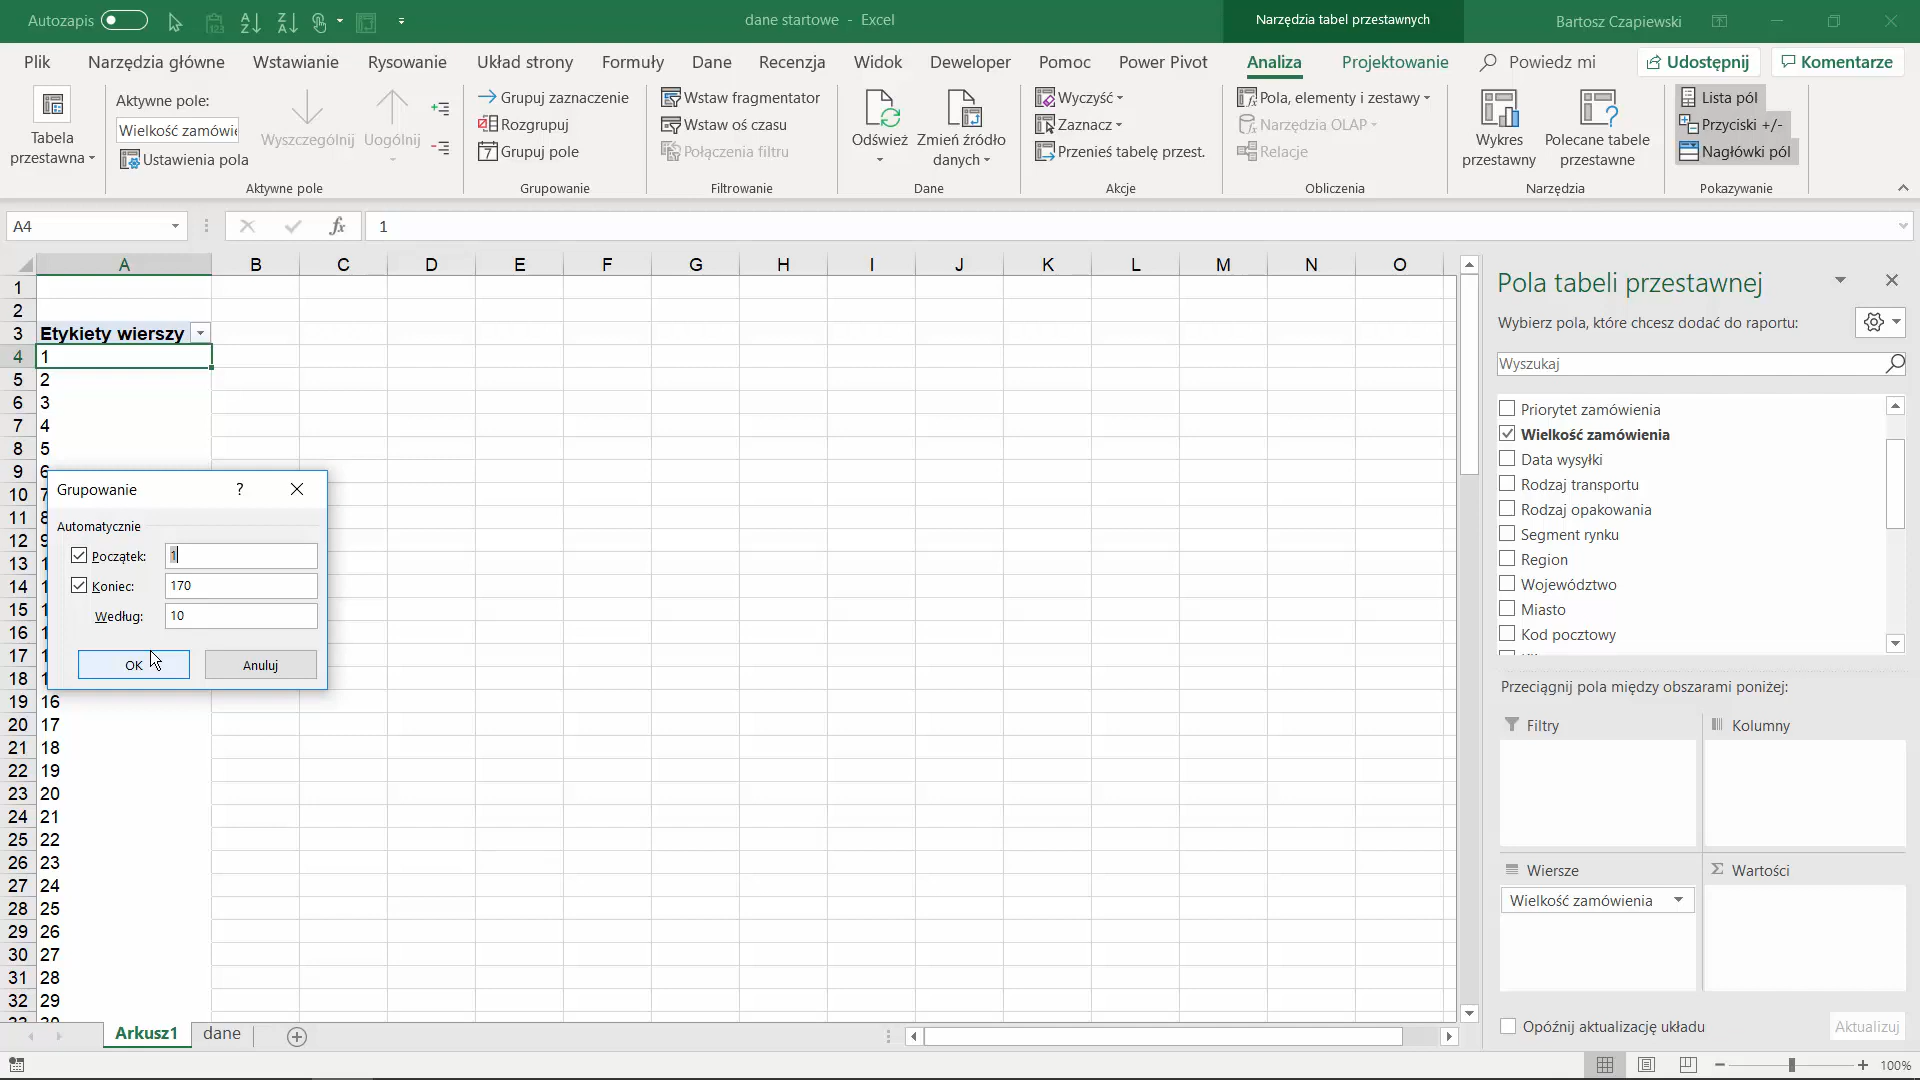 Autozapis
dane startowe - Excel
Narzędzia tabel przestawnych
Bartosz Czapiewski
Plik
Narzędzia główne
Wstawianie
Rysowanie
Układ strony
Formuły
Dane
Recenzja
Widok
Deweloper
Pomoc
Power Pivot
Analiza
Projektowanie
Powiedz mi
Udostępnij
Komentarze
Tabela
przestawna
Aktywne pole:
Wielkość zamówie
Ustawienia pola
Wyszczególnij
Uogólnij
Aktywne pole
Grupuj zaznaczenie
Rozgrupuj
Grupuj pole
Grupowanie
Wstaw fragmentator
Wstaw oś czasu
Połączenia filtru
Filtrowanie
Odśwież
Zmień źródło
danych
Dane
Wyczyść
Zaznacz
Przenieś tabelę przest.
Akcje
Pola, elementy i zestawy
Narzędzia OLAP
Relacje
Obliczenia
Wykres
przestawny
Polecane tabele
przestawne
Narzędzia
Lista pól
Przyciski +/-
Nagłówki pól
Pokazywanie
A4
fx
1
A B C D E F G H I J K L M N O
1
2
3 Etykiety wierszy
4 1
5 2
6 3
7 4
8 5
9 6
10 7
11 8
12 9
13 1
14 1
15 1
16 1
17 1
18 1
19 16
20 17
21 18
22 19
23 20
24 21
25 22
26 23
27 24
28 25
29 26
30 27
31 28
32 29
Grupowanie
?
Automatycznie
Początek: 1
Koniec: 170
Według: 10
OK
Anuluj
Pola tabeli przestawnej
Wybierz pola, które chcesz dodać do raportu:
Wyszukaj
Priorytet zamówienia
Wielkość zamówienia
Data wysyłki
Rodzaj transportu
Rodzaj opakowania
Segment rynku
Region
Województwo
Miasto
Kod pocztowy
Przeciągnij pola między obszarami poniżej:
Filtry
Kolumny
Wiersze
Wielkość zamówienia
Σ Wartości
Opóźnij aktualizację układu
Aktualizuj
Arkusz1
dane
100%